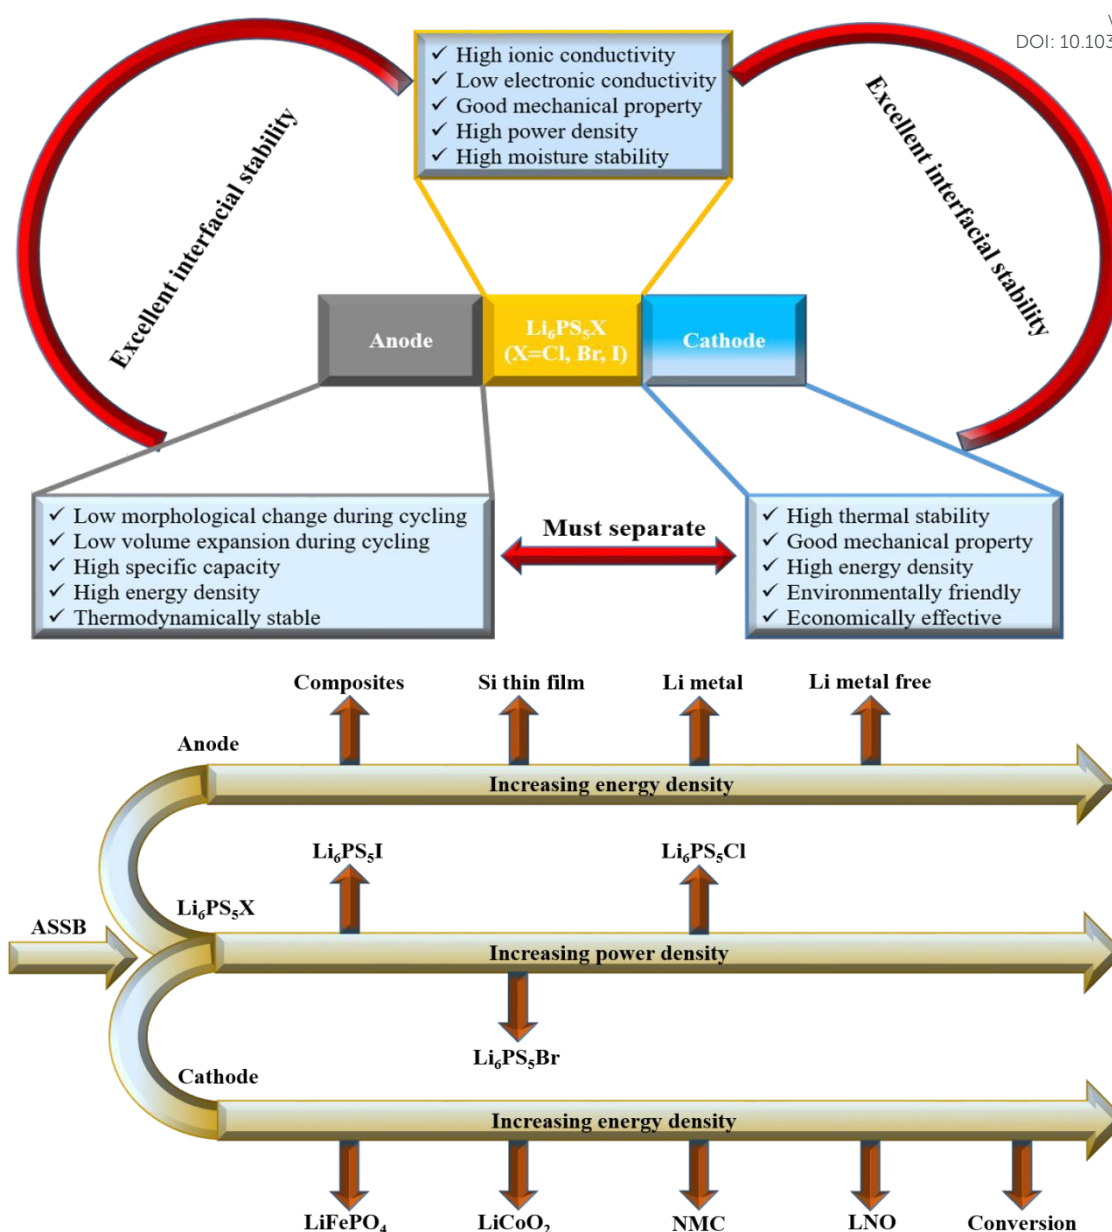 V
DOI: 10.103
✓ High ionic conductivity
✓ Low electronic conductivity
✓ Good mechanical property
✓ High power density
✓ High moisture stability
Excellent interfacial stability
Excellent interfacial stability
Anode
Li₆PS₅X
(X=Cl, Br, I)
Cathode
✓ Low morphological change during cycling
✓ Low volume expansion during cycling
✓ High specific capacity
✓ High energy density
✓ Thermodynamically stable
Must separate
✓ High thermal stability
✓ Good mechanical property
✓ High energy density
✓ Environmentally friendly
✓ Economically effective
Composites
Si thin film
Li metal
Li metal free
Anode
Increasing energy density
Li₆PS₅I
Li₆PS₅Cl
Li₆PS₅X
ASSB
Increasing power density
Li₆PS₅Br
Cathode
Increasing energy density
LiFePO₄
LiCoO₂
NMC
LNO
Conversion